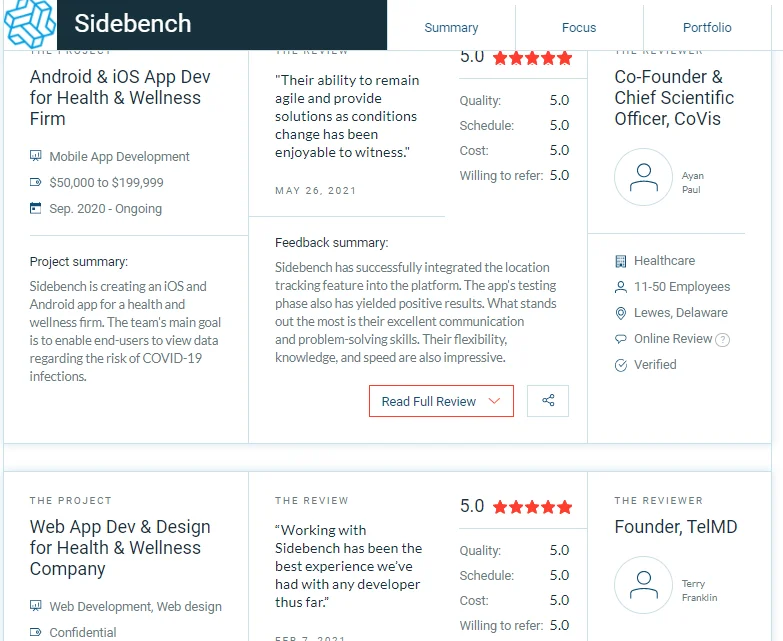 Sidebench
Summary
Focus
Portfolio
THE PROJECT
Android & iOS App Dev
for Health & Wellness
Firm
Mobile App Development
$50,000 to $199,999
Sep. 2020 - Ongoing
Project summary:
Sidebench is creating an iOS and
Android app for a health and
wellness firm. The team's main goal
is to enable end-users to view data
regarding the risk of COVID-19
infections.
THE REVIEW
"Their ability to remain
agile and provide
solutions as conditions
change has been
enjoyable to witness."
MAY 26, 2021
5.0
Quality: 5.0
Schedule: 5.0
Cost: 5.0
Willing to refer: 5.0
Feedback summary:
Sidebench has successfully integrated the location
tracking feature into the platform. The app's testing
phase also has yielded positive results. What stands
out the most is their excellent communication
and problem-solving skills. Their flexibility,
knowledge, and speed are also impressive.
Read Full Review
THE REVIEWER
Co-Founder &
Chief Scientific
Officer, CoVis
Ayan
Paul
Healthcare
11-50 Employees
Lewes, Delaware
Online Review ?
Verified
THE PROJECT
Web App Dev & Design
for Health & Wellness
Company
Web Development, Web design
Confidential
THE REVIEW
“Working with
Sidebench has been the
best experience we've
had with any developer
thus far.”
FEB 7, 2021
5.0
Quality: 5.0
Schedule: 5.0
Cost: 5.0
Willing to refer: 5.0
THE REVIEWER
Founder, TelMD
Terry
Franklin